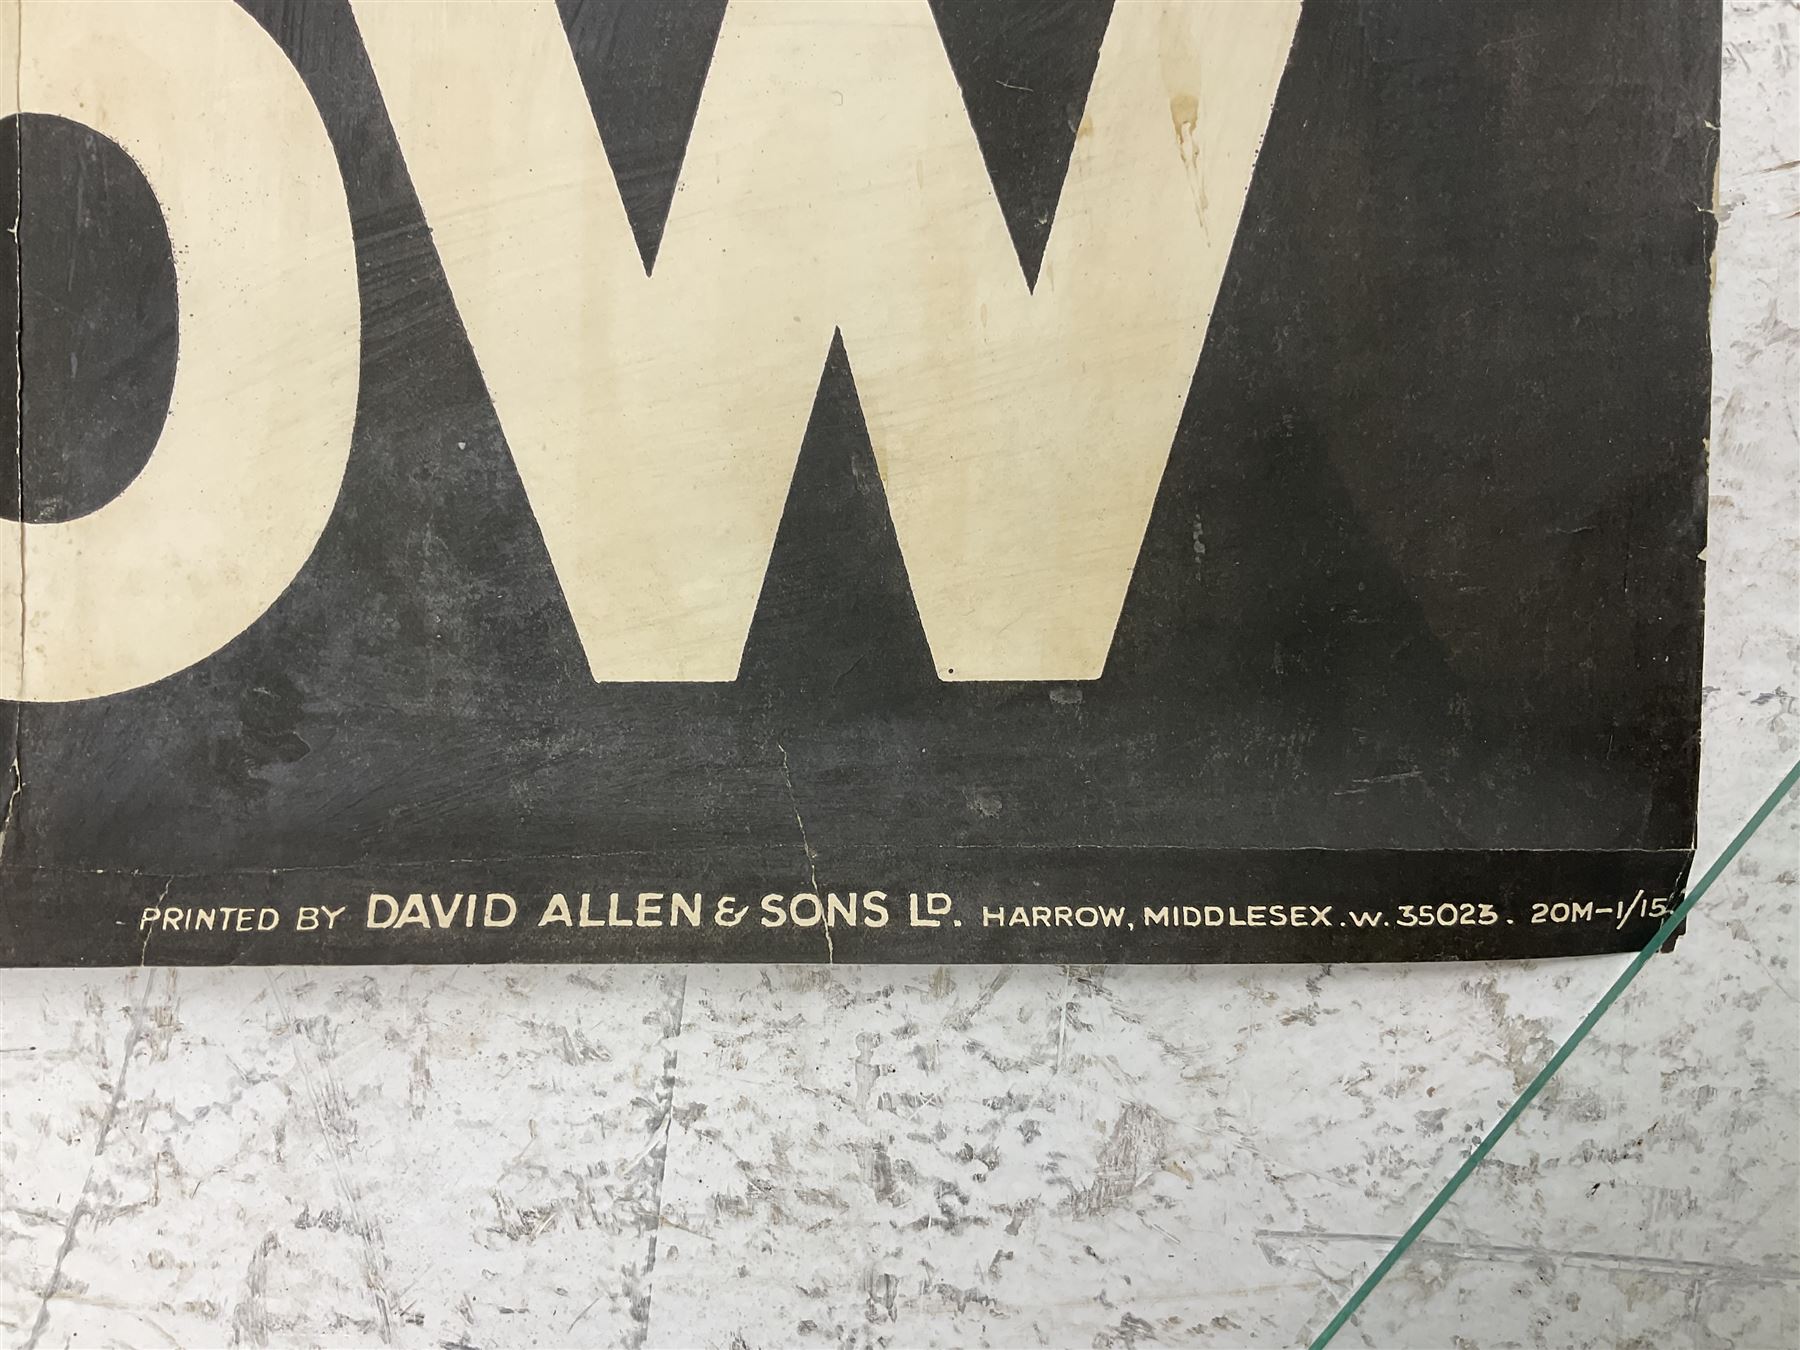 OW
PRINTED BY DAVID ALLEN & SONS LD. HARROW, MIDDLESEX. W. 35023. 20M-1/15.